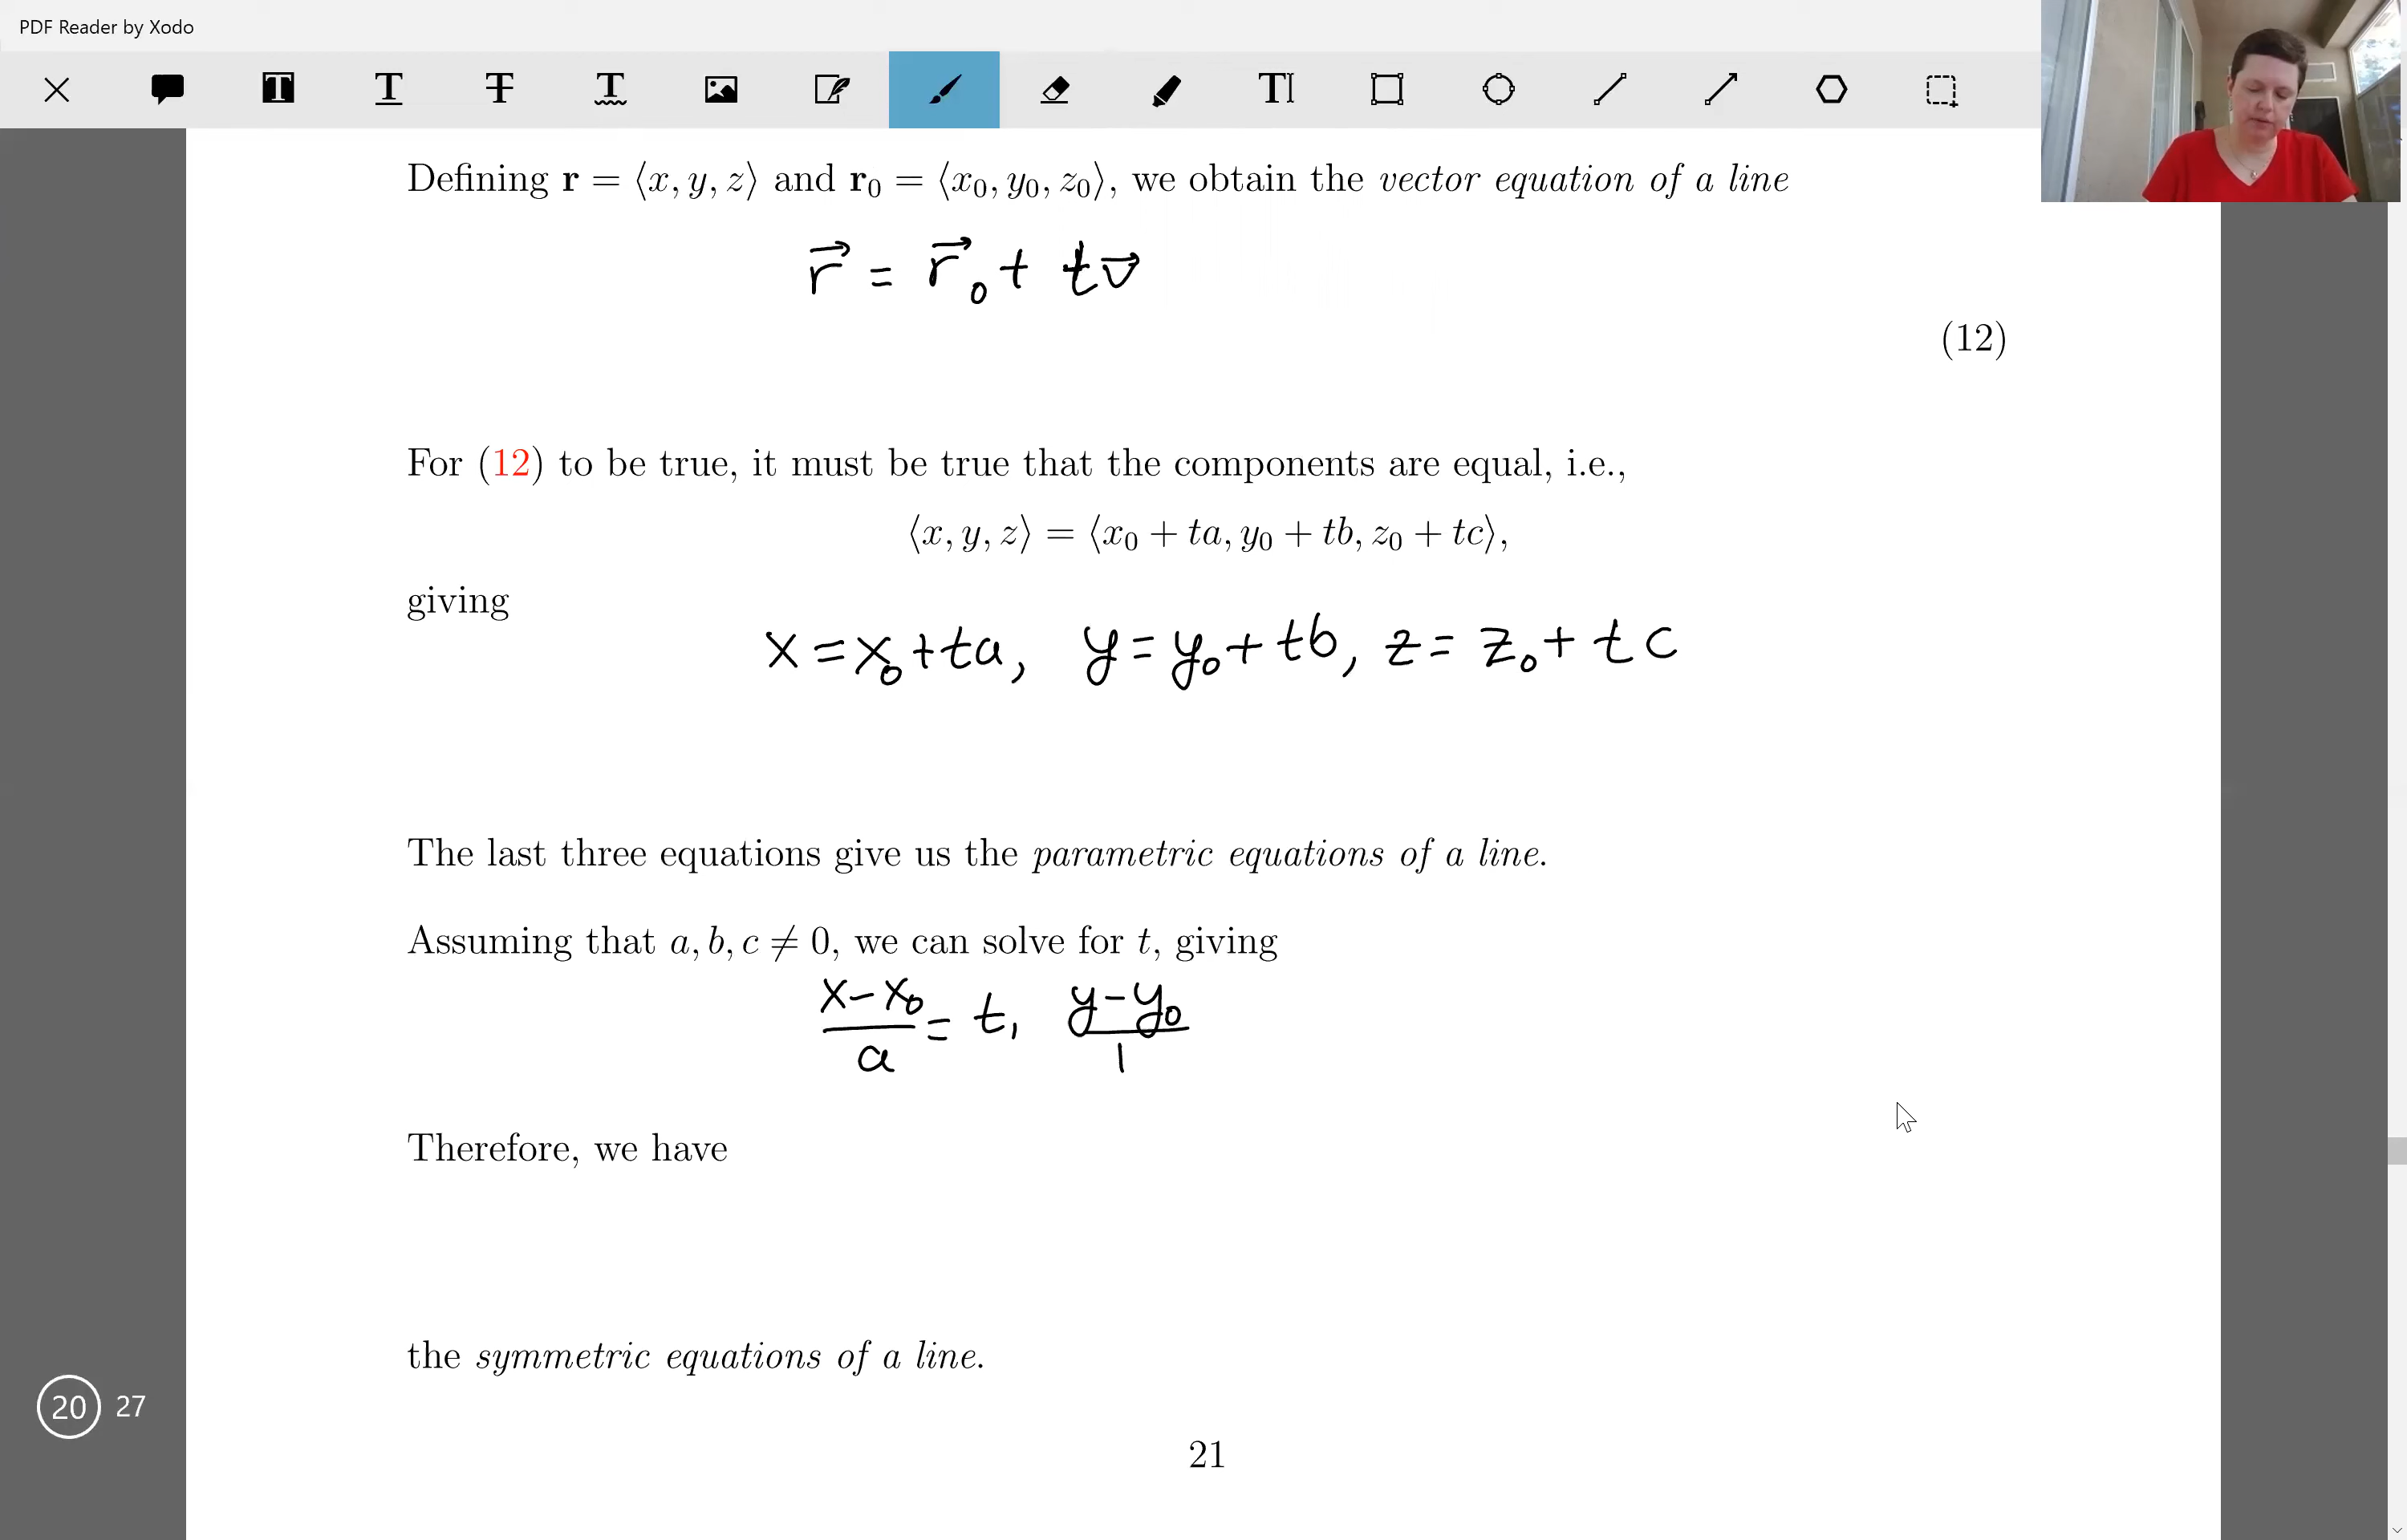 PDF Reader by Xodo
Defining r = ⟨x, y, z⟩ and r₀ = ⟨x₀, y₀, z₀⟩, we obtain the vector equation of a line
r⃗ = r⃗₀ + tv⃗
(12)
For (12) to be true, it must be true that the components are equal, i.e.,
⟨x, y, z⟩ = ⟨x₀ + ta, y₀ + tb, z₀ + tc⟩,
giving
x = x₀ + ta, y = y₀ + tb, z = z₀ + tc
The last three equations give us the parametric equations of a line.
Assuming that a, b, c ≠ 0, we can solve for t, giving
(x − x₀)/a = t, (y − y₀)/l
Therefore, we have
the symmetric equations of a line.
20 27
21